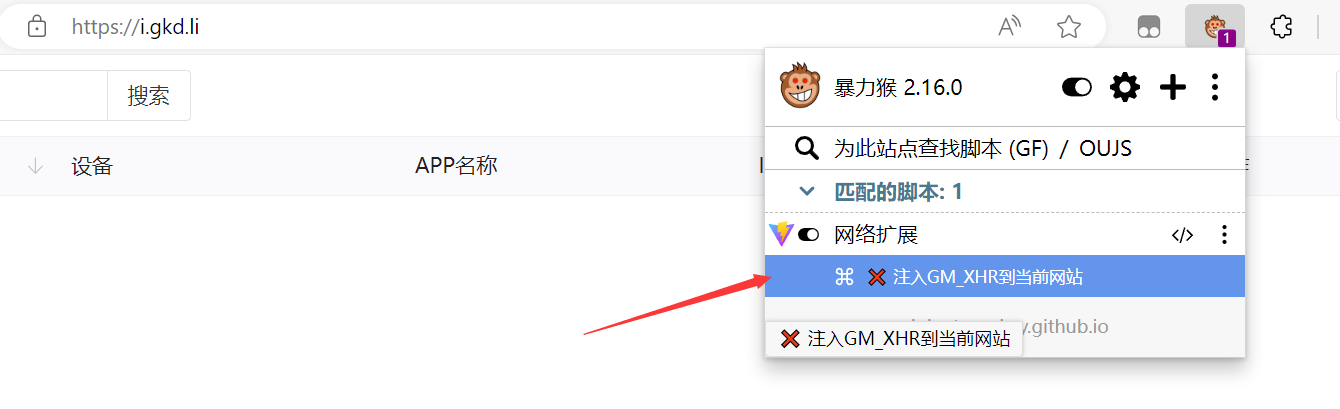 https://i.gkd.li
1
搜索
暴力猴 2.16.0
为此站点查找脚本 (GF) / OUJS
设备
APP名称
匹配的脚本: 1
网络扩展
注入GM_XHR到当前网站
.github.io
注入GM_XHR到当前网站